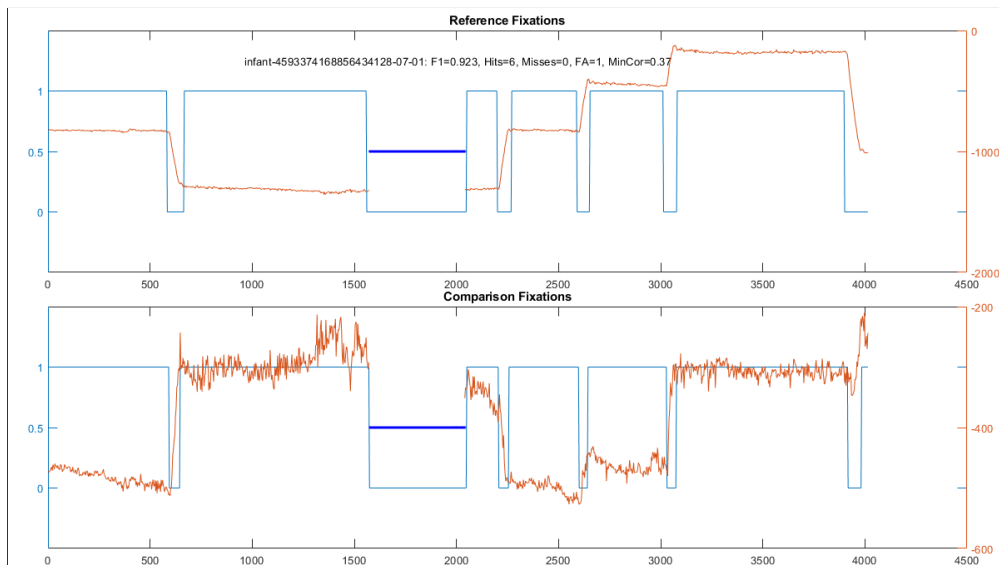 Reference Fixations
infant-4593374168856434128-07-01: F1=0.923, Hits=6, Misses=0, FA=1, MinCor=0.37
1
0.5
0
0
-1000
-2000
0 500 1000 1500 2000 2500 3000 3500 4000 4500
Comparison Fixations
1
0.5
0
-200
-400
-600
0 500 1000 1500 2000 2500 3000 3500 4000 4500